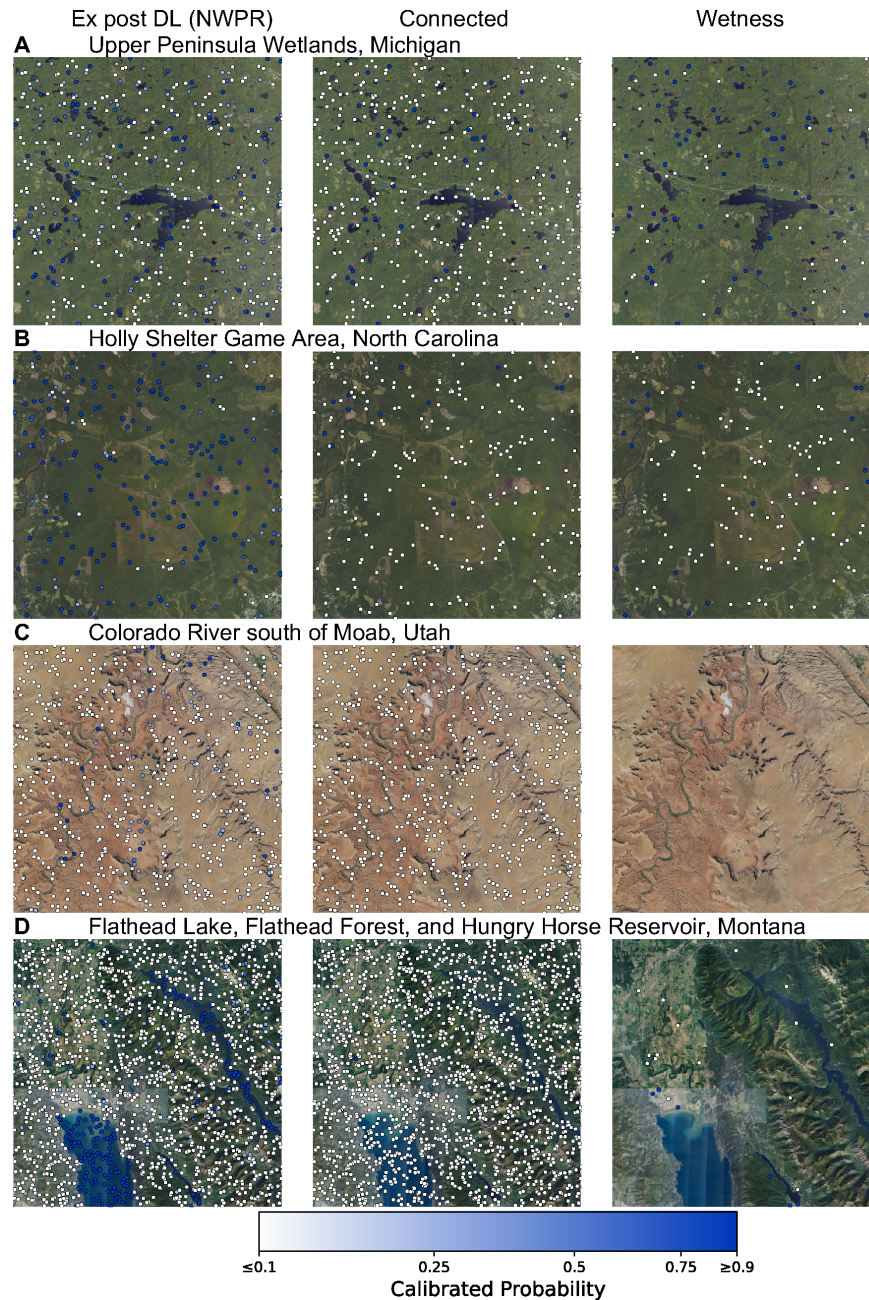 Ex post DL (NWPR) Connected Wetness
A Upper Peninsula Wetlands, Michigan
B Holly Shelter Game Area, North Carolina
C Colorado River south of Moab, Utah
D Flathead Lake, Flathead Forest, and Hungry Horse Reservoir, Montana
≤0.1 0.25 0.5 0.75 ≥0.9
Calibrated Probability